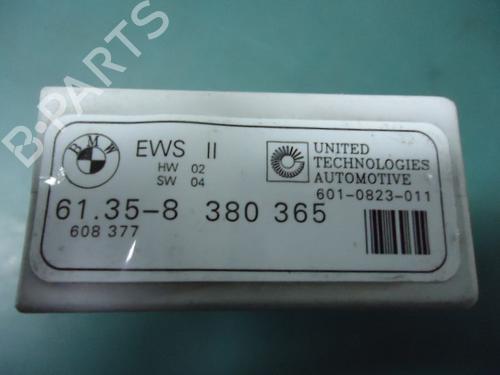 B-PARTS
BMW
EWS II
HW 02
SW 04
UNITED
TECHNOLOGIES
AUTOMOTIVE
601-0823-011
61.35-8 380 365
608 377